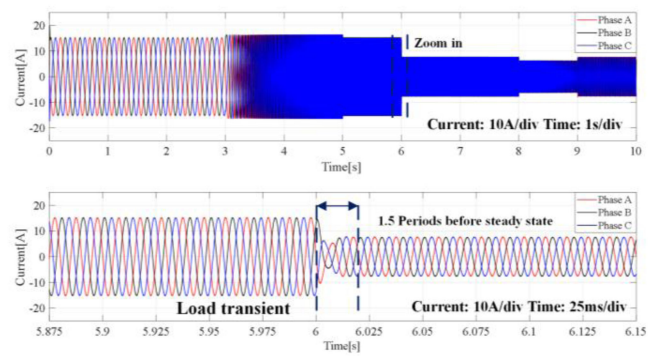 20
10
0
-10
-20
Current[A]
Zoom in
Phase A
Phase B
Phase C
Current: 10A/div Time: 1s/div
0 1 2 3 4 5 6 7 8 9 10
Time[s]
20
10
0
-10
-20
Current[A]
1.5 Periods before steady state
Phase A
Phase B
Phase C
Load transient
Current: 10A/div Time: 25ms/div
5.875 5.9 5.925 5.95 5.975 6 6.025 6.05 6.075 6.1 6.125 6.15
Time[s]